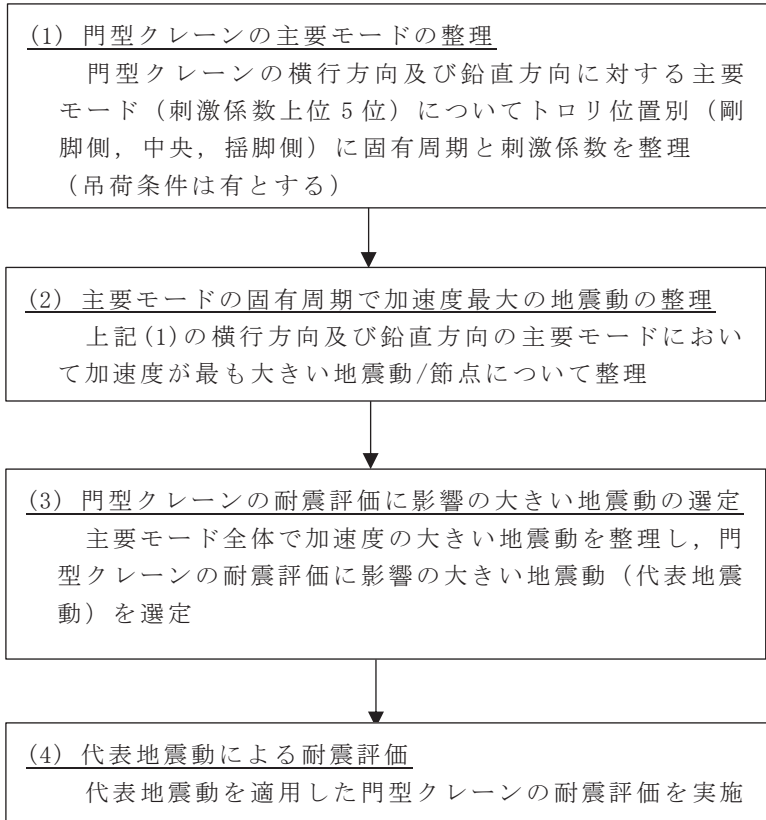 (1) 門型クレーンの主要モードの整理
門型クレーンの横行方向及び鉛直方向に対する主要
モード（刺激係数上位 5 位）についてトロリ位置別（剛
脚側，中央，揺脚側）に固有周期と刺激係数を整理
（吊荷条件は有とする）
(2) 主要モードの固有周期で加速度最大の地震動の整理
上記(1)の横行方向及び鉛直方向の主要モードにおい
て加速度が最も大きい地震動/節点について整理
(3) 門型クレーンの耐震評価に影響の大きい地震動の選定
主要モード全体で加速度の大きい地震動を整理し，門
型クレーンの耐震評価に影響の大きい地震動（代表地震
動）を選定
(4) 代表地震動による耐震評価
代表地震動を適用した門型クレーンの耐震評価を実施